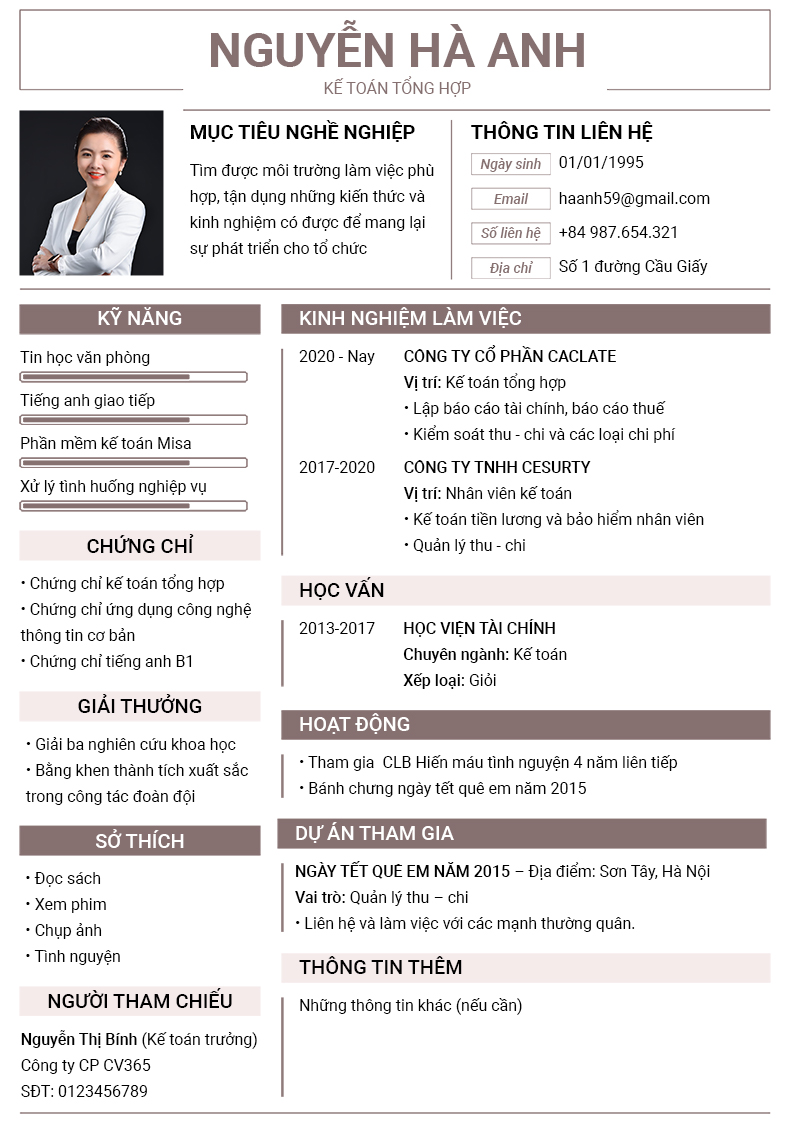 NGUYỄN HÀ ANH
KẾ TOÁN TỔNG HỢP
MỤC TIÊU NGHỀ NGHIỆP
Tìm được môi trường làm việc phù
hợp, tận dụng những kiến thức và
kinh nghiệm có được để mang lại
sự phát triển cho tổ chức
THÔNG TIN LIÊN HỆ
Ngày sinh 01/01/1995
Email haanh59@gmail.com
Số liên hệ +84 987.654.321
Địa chỉ Số 1 đường Cầu Giấy
KỸ NĂNG
Tin học văn phòng
Tiếng anh giao tiếp
Phần mềm kế toán Misa
Xử lý tình huống nghiệp vụ
CHỨNG CHỈ
• Chứng chỉ kế toán tổng hợp
• Chứng chỉ ứng dụng công nghệ
thông tin cơ bản
• Chứng chỉ tiếng anh B1
GIẢI THƯỞNG
• Giải ba nghiên cứu khoa học
• Bằng khen thành tích xuất sắc
trong công tác đoàn đội
SỞ THÍCH
• Đọc sách
• Xem phim
• Chụp ảnh
• Tình nguyện
NGƯỜI THAM CHIẾU
Nguyễn Thị Bính (Kế toán trưởng)
Công ty CP CV365
SĐT: 0123456789
KINH NGHIỆM LÀM VIỆC
2020 - Nay CÔNG TY CỔ PHẦN CACLATE
Vị trí: Kế toán tổng hợp
• Lập báo cáo tài chính, báo cáo thuế
• Kiểm soát thu - chi và các loại chi phí
2017-2020 CÔNG TY TNHH CESURTY
Vị trí: Nhân viên kế toán
• Kế toán tiền lương và bảo hiểm nhân viên
• Quản lý thu - chi
HỌC VẤN
2013-2017 HỌC VIỆN TÀI CHÍNH
Chuyên ngành: Kế toán
Xếp loại: Giỏi
HOẠT ĐỘNG
• Tham gia  CLB Hiến máu tình nguyện 4 năm liên tiếp
• Bánh chưng ngày tết quê em năm 2015
DỰ ÁN THAM GIA
NGÀY TẾT QUÊ EM NĂM 2015 – Địa điểm: Sơn Tây, Hà Nội
Vai trò: Quản lý thu – chi
• Liên hệ và làm việc với các mạnh thường quân.
THÔNG TIN THÊM
Những thông tin khác (nếu cần)